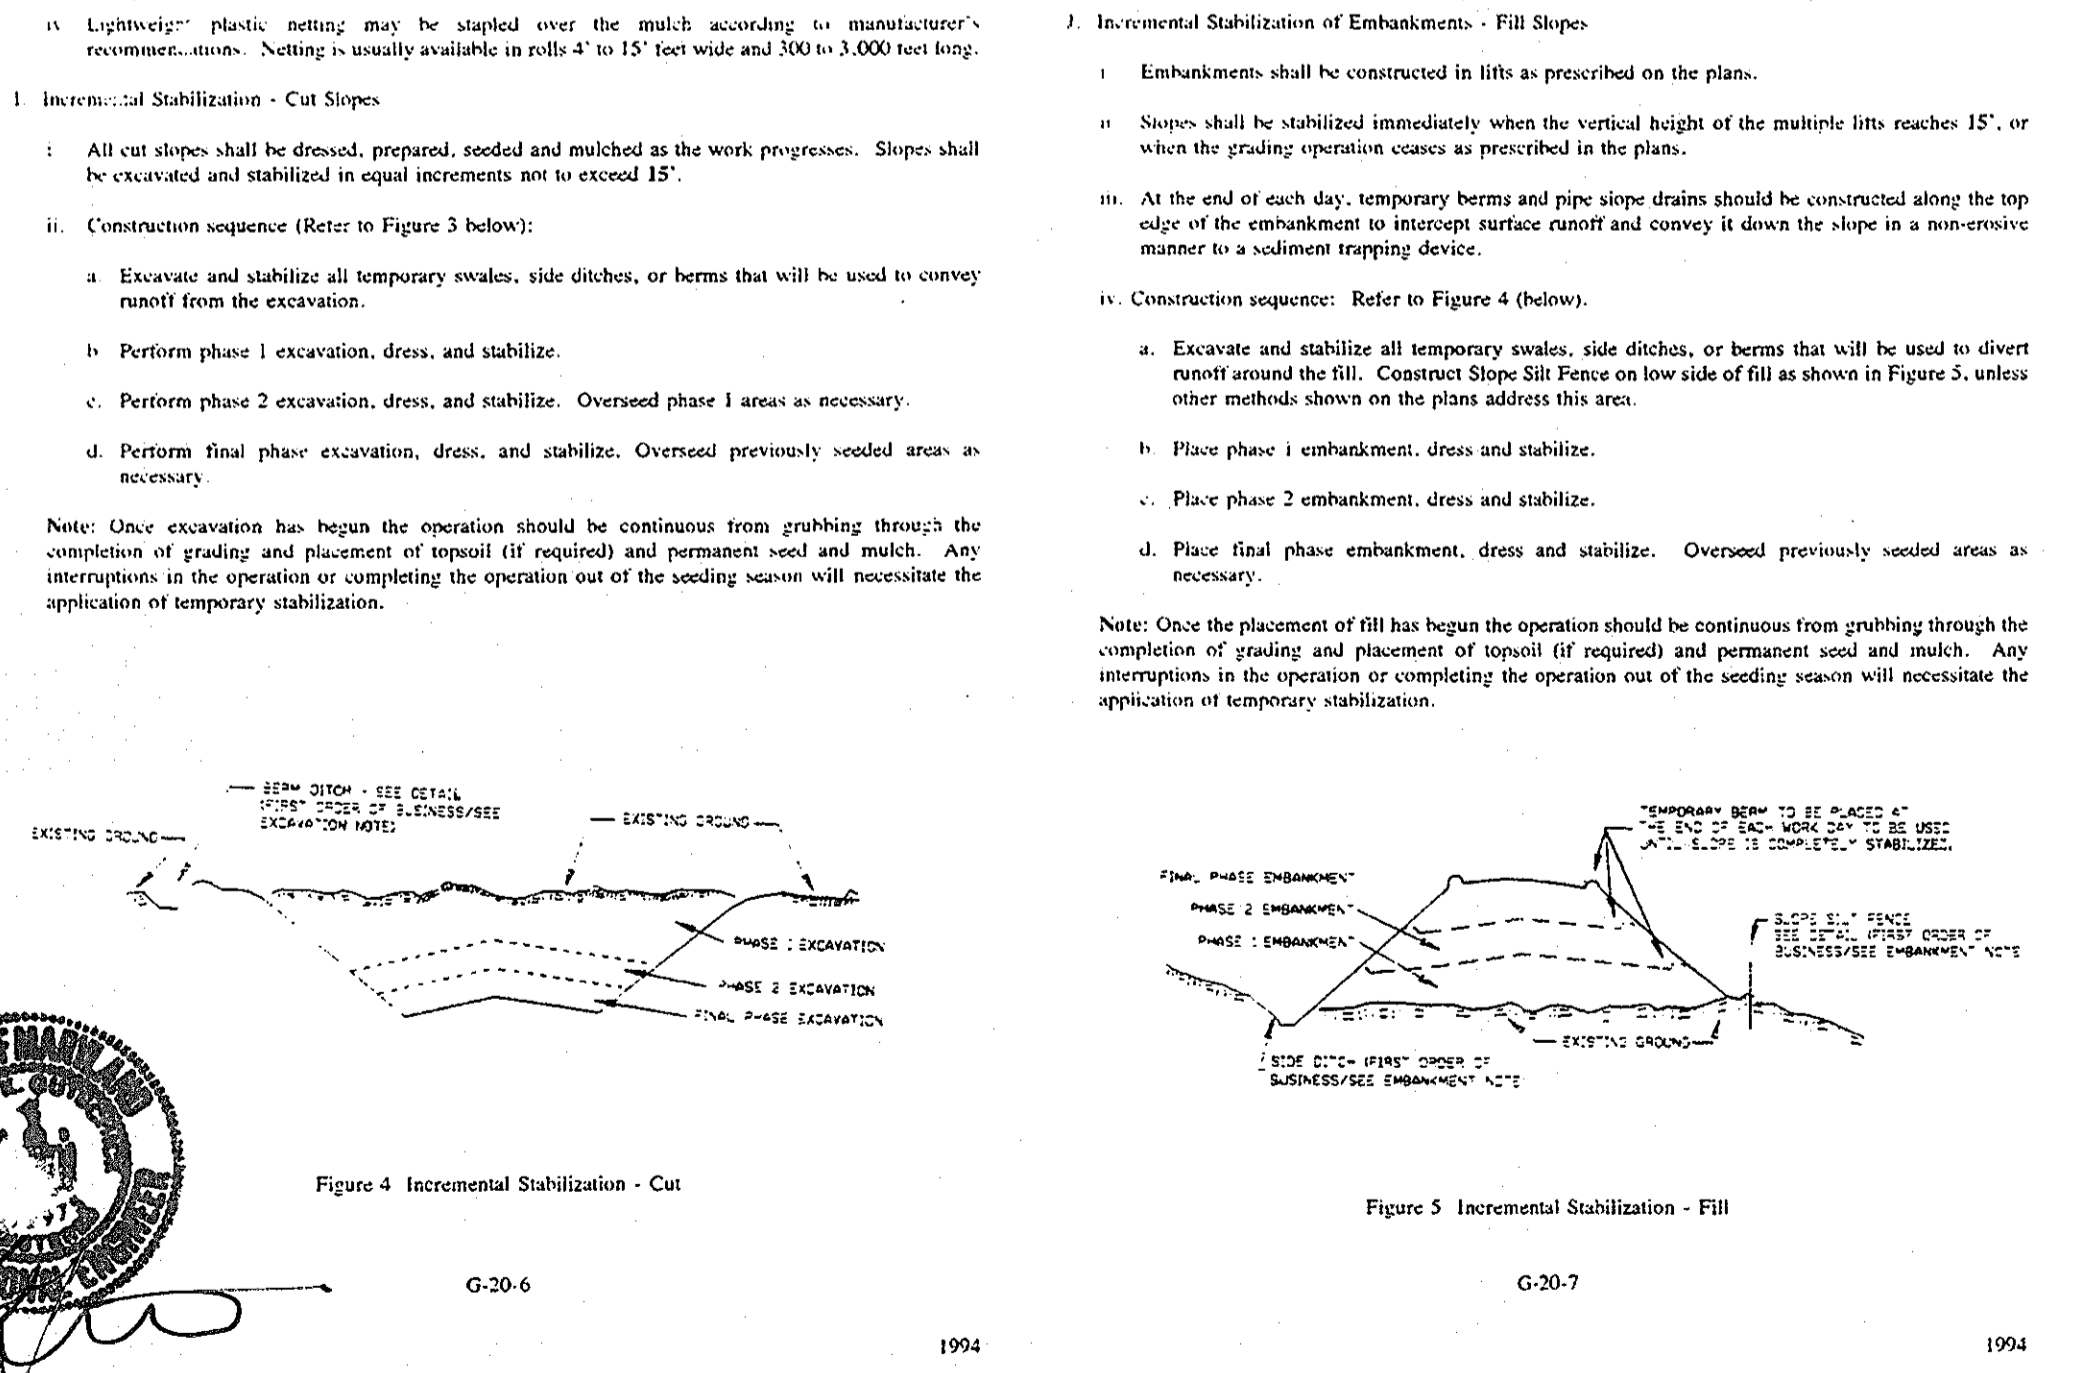 iv Lightweight plastic netting may be stapled over the mulch according to manufacturer's
recommendations. Netting is usually available in rolls 4' to 15' feet wide and 300 to 3,000 feet long.
I. Incremental Stabilization - Cut Slopes
i. All cut slopes shall be dressed, prepared, seeded and mulched as the work progresses. Slopes shall
be excavated and stabilized in equal increments not to exceed 15'.
ii. Construction sequence (Refer to Figure 3 below):
a. Excavate and stabilize all temporary swales, side ditches, or berms that will be used to convey
runoff from the excavation.
b Perform phase 1 excavation, dress, and stabilize.
c. Perform phase 2 excavation, dress, and stabilize. Overseed phase 1 areas as necessary.
d. Perform final phase excavation, dress, and stabilize. Overseed previously seeded areas as
necessary.
Note: Once excavation has begun the operation should be continuous from grubbing through the
completion of grading and placement of topsoil (if required) and permanent seed and mulch. Any
interruptions in the operation or completing the operation out of the seeding season will necessitate the
application of temporary stabilization.
BERM DITCH - SEE DETAIL
(FIRST ORDER OF BUSINESS/SEE
EXCAVATION NOTE)
EXISTING GROUND
EXISTING GROUND
PHASE 1 EXCAVATION
PHASE 2 EXCAVATION
FINAL PHASE EXCAVATION
Figure 4 Incremental Stabilization - Cut
G-20-6
1994
MARYLAND
ENGINEER
J. Incremental Stabilization of Embankments - Fill Slopes
i Embankments shall be constructed in lifts as prescribed on the plans.
ii Slopes shall be stabilized immediately when the vertical height of the multiple lifts reaches 15', or
when the grading operation ceases as prescribed in the plans.
iii. At the end of each day, temporary berms and pipe slope drains should be constructed along the top
edge of the embankment to intercept surface runoff and convey it down the slope in a non-erosive
manner to a sediment trapping device.
iv. Construction sequence: Refer to Figure 4 (below).
a. Excavate and stabilize all temporary swales, side ditches, or berms that will be used to divert
runoff around the fill. Construct Slope Silt Fence on low side of fill as shown in Figure 5, unless
other methods shown on the plans address this area.
b. Place phase 1 embankment, dress and stabilize.
c. Place phase 2 embankment, dress and stabilize.
d. Place final phase embankment, dress and stabilize. Overseed previously seeded areas as
necessary.
Note: Once the placement of fill has begun the operation should be continuous from grubbing through the
completion of grading and placement of topsoil (if required) and permanent seed and mulch. Any
interruptions in the operation or completing the operation out of the seeding season will necessitate the
application of temporary stabilization.
TEMPORARY BERM TO BE PLACED AT
THE END OF EACH WORK DAY TO BE USED
UNTIL SLOPE IS COMPLETELY STABILIZED.
FINAL PHASE EMBANKMENT
PHASE 2 EMBANKMENT
PHASE 1 EMBANKMENT
SLOPE SILT FENCE
SEE DETAIL (FIRST ORDER OF
BUSINESS/SEE EMBANKMENT NOTE
EXISTING GROUND
SIDE DITCH (FIRST ORDER OF
BUSINESS/SEE EMBANKMENT NOTE
Figure 5 Incremental Stabilization - Fill
G-20-7
1994